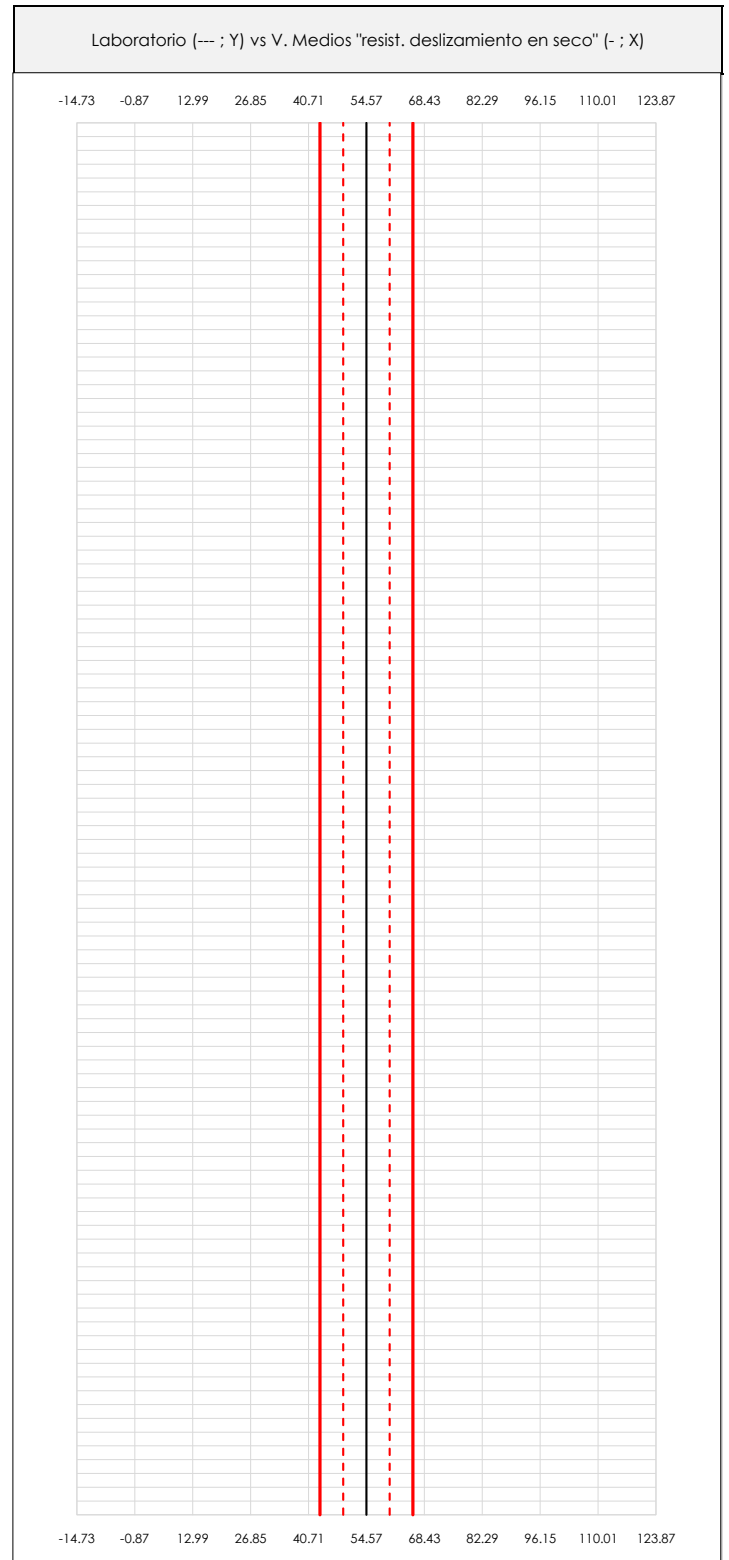 Laboratorio (--- ; Y) vs V. Medios "resist. deslizamiento en seco" (- ; X)
-14.73 -0.87 12.99 26.85 40.71 54.57 68.43 82.29 96.15 110.01 123.87
-14.73 -0.87 12.99 26.85 40.71 54.57 68.43 82.29 96.15 110.01 123.87